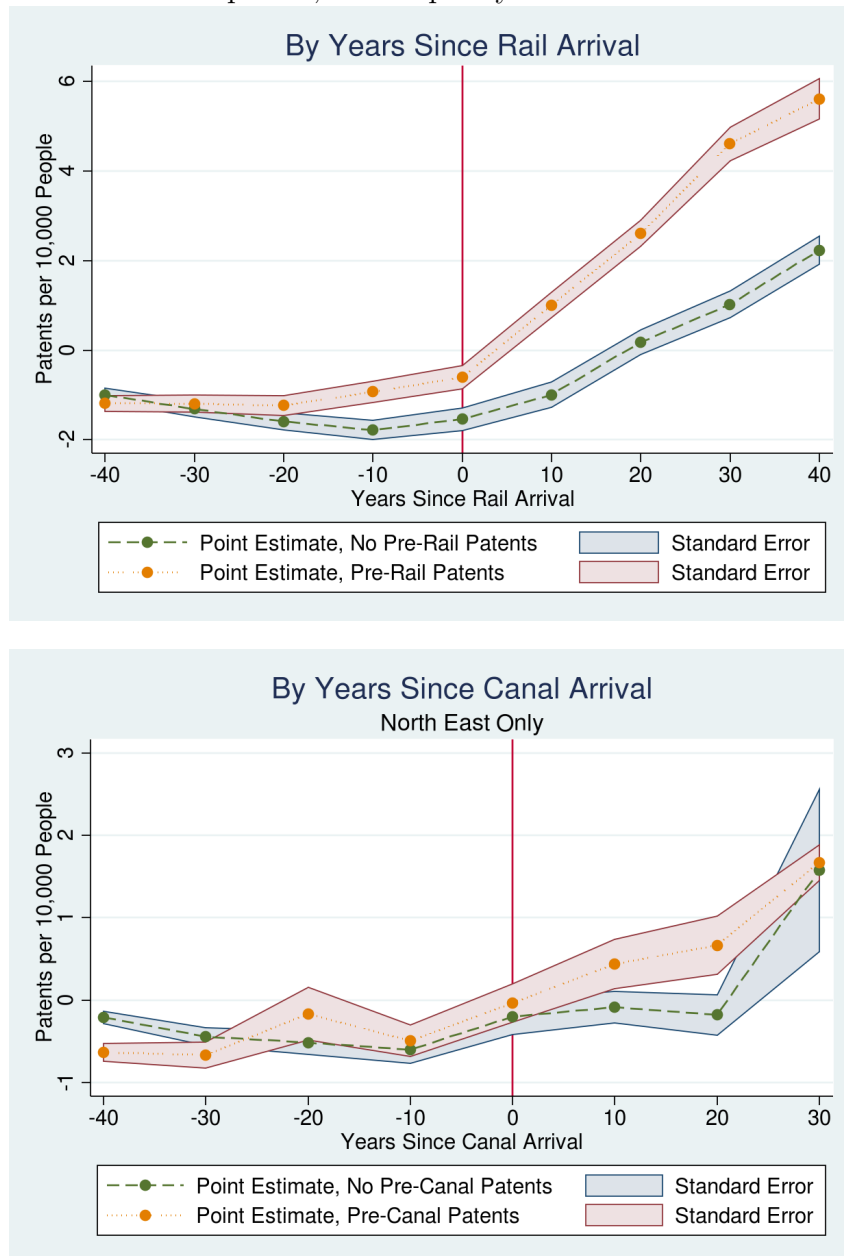 By Years Since Rail Arrival
Patents per 10,000 People
6
4
2
0
-2
-40 -30 -20 -10 0 10 20 30 40
Years Since Rail Arrival
Point Estimate, No Pre-Rail Patents Standard Error
Point Estimate, Pre-Rail Patents Standard Error
By Years Since Canal Arrival
North East Only
Patents per 10,000 People
3
2
1
0
-1
-40 -30 -20 -10 0 10 20 30
Years Since Canal Arrival
Point Estimate, No Pre-Canal Patents Standard Error
Point Estimate, Pre-Canal Patents Standard Error